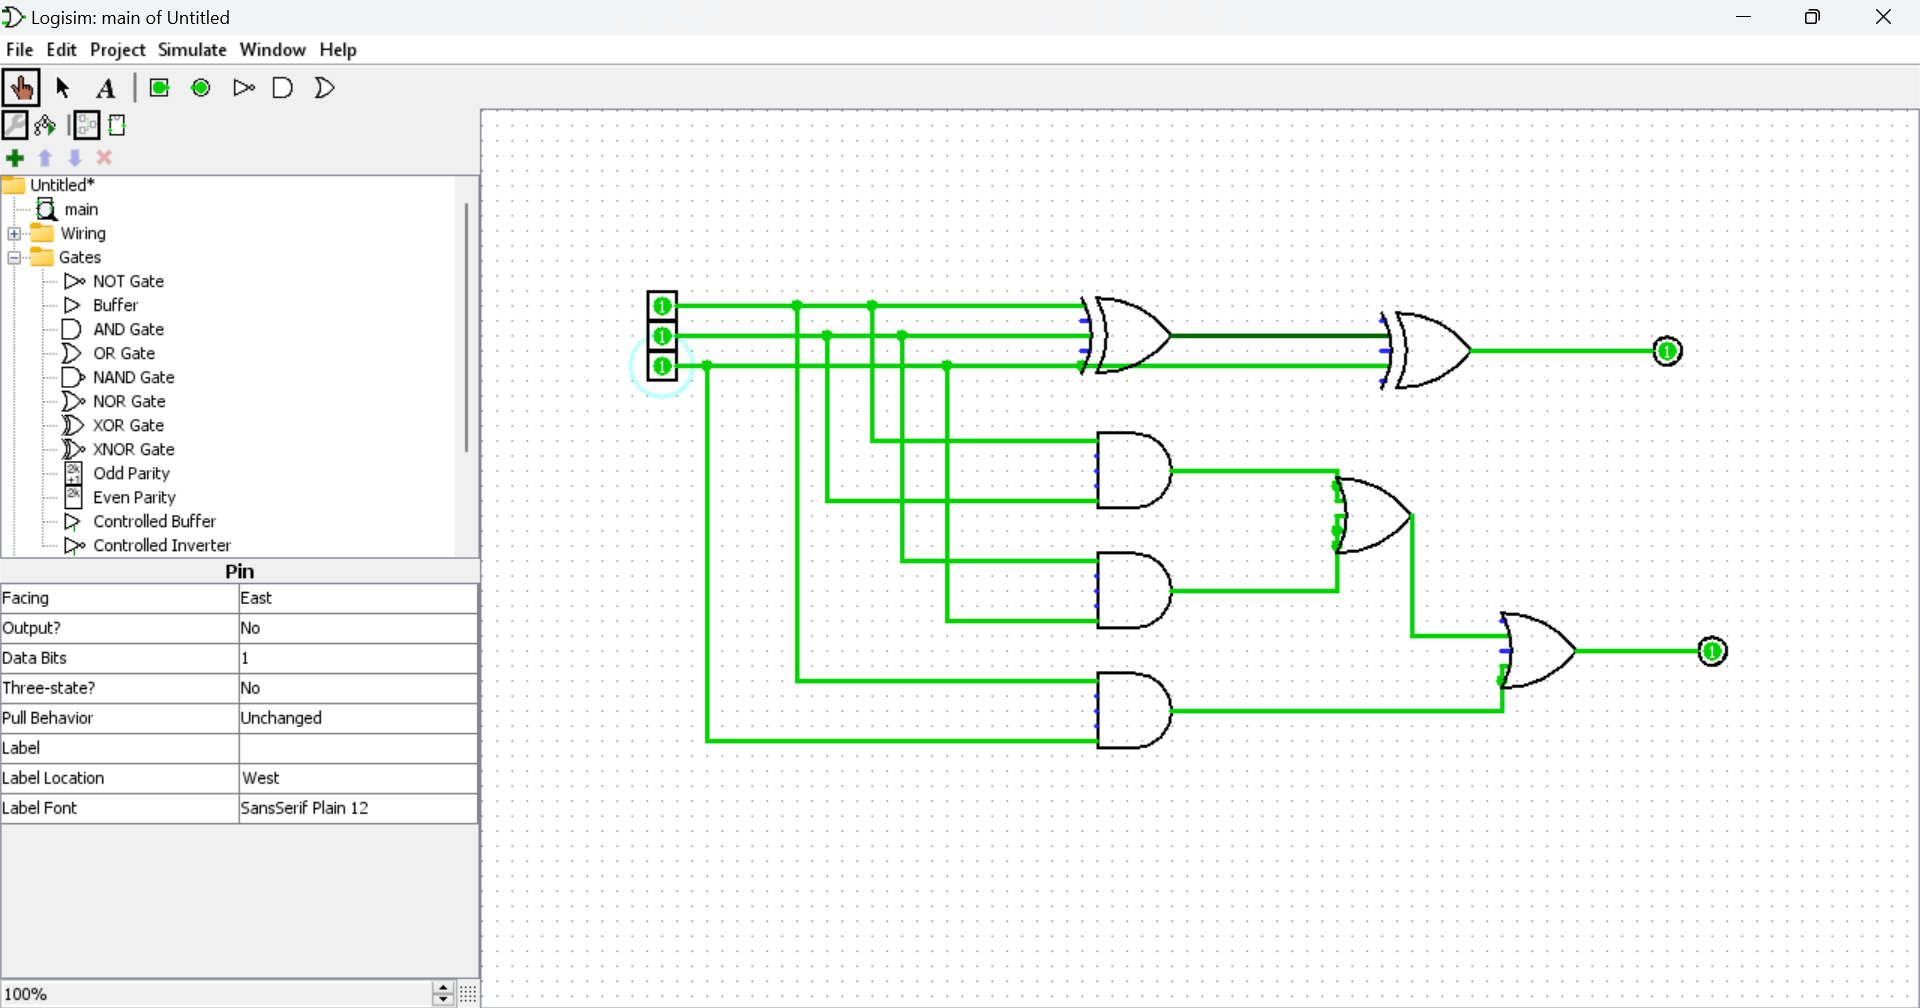 Logisim: main of Untitled
File Edit Project Simulate Window Help
A
Untitled*
main
Wiring
Gates
NOT Gate
Buffer
AND Gate
OR Gate
NAND Gate
NOR Gate
XOR Gate
XNOR Gate
2k+1 Odd Parity
2k Even Parity
Controlled Buffer
Controlled Inverter
Pin
Facing East
Output? No
Data Bits 1
Three-state? No
Pull Behavior Unchanged
Label
Label Location West
Label Font SansSerif Plain 12
100%
1
1
1
1
1